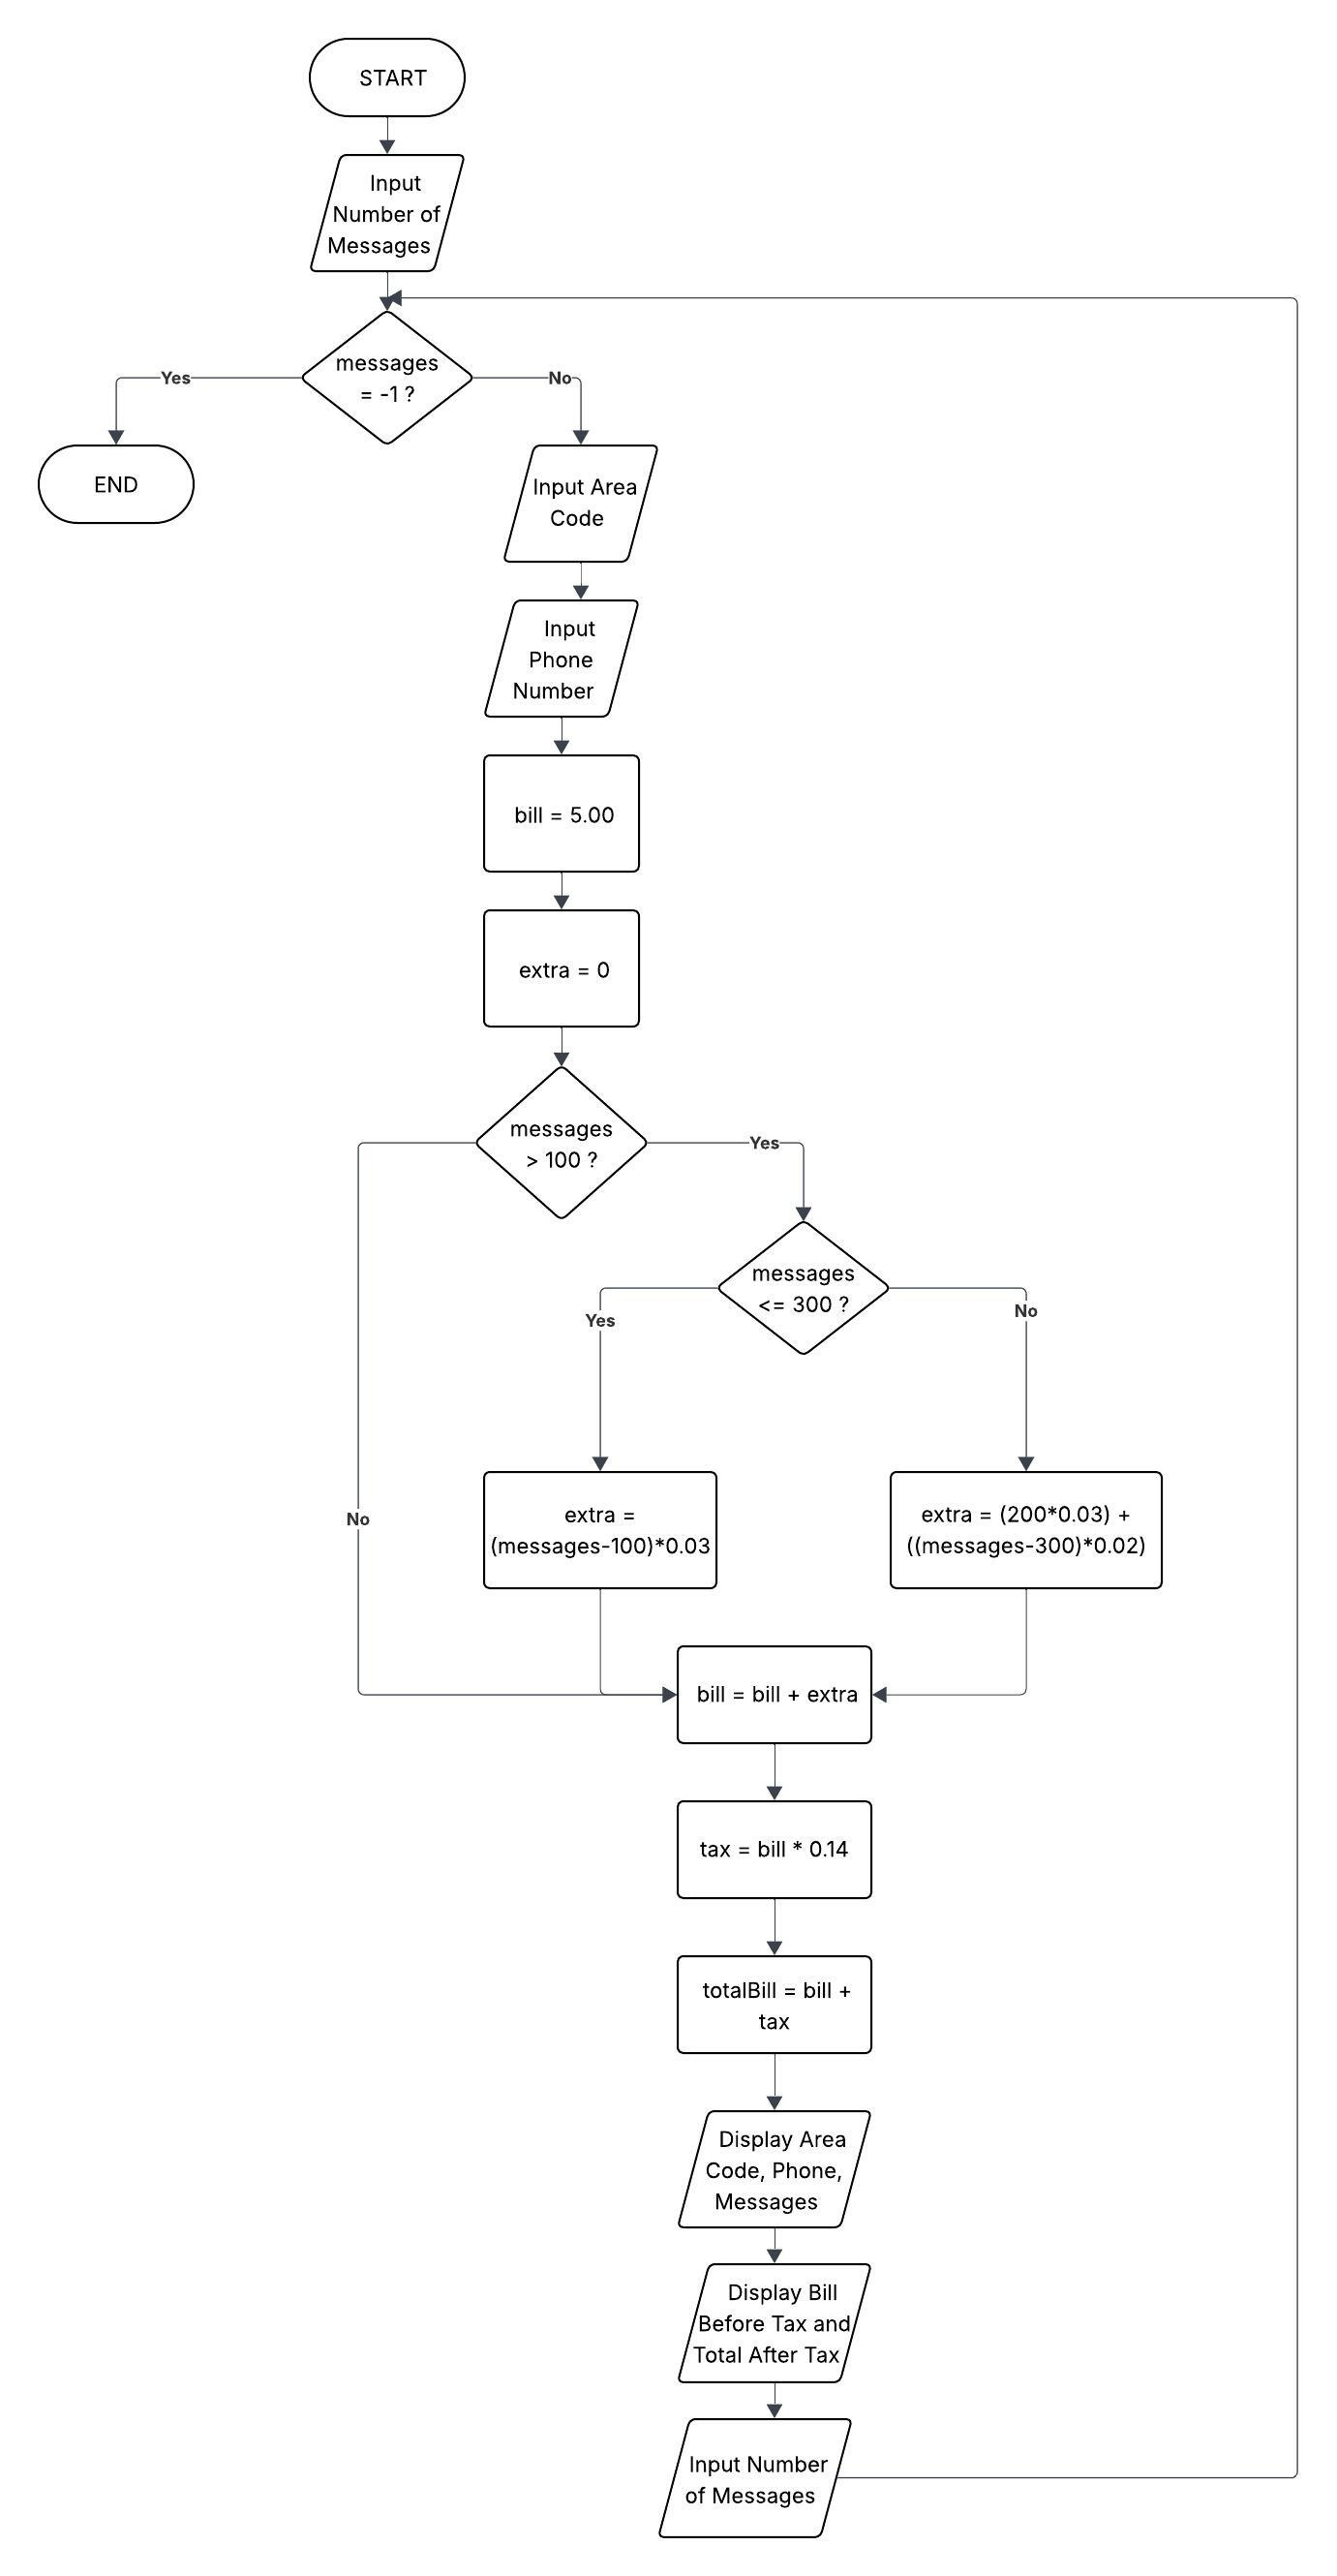 START
Input
Number of
Messages
messages
= -1 ?
Yes
No
END
Input Area
Code
Input
Phone
Number
bill = 5.00
extra = 0
messages
> 100 ?
Yes
messages
<= 300 ?
Yes
No
No
extra =
(messages-100)*0.03
extra = (200*0.03) +
((messages-300)*0.02)
bill = bill + extra
tax = bill * 0.14
totalBill = bill +
tax
Display Area
Code, Phone,
Messages
Display Bill
Before Tax and
Total After Tax
Input Number
of Messages